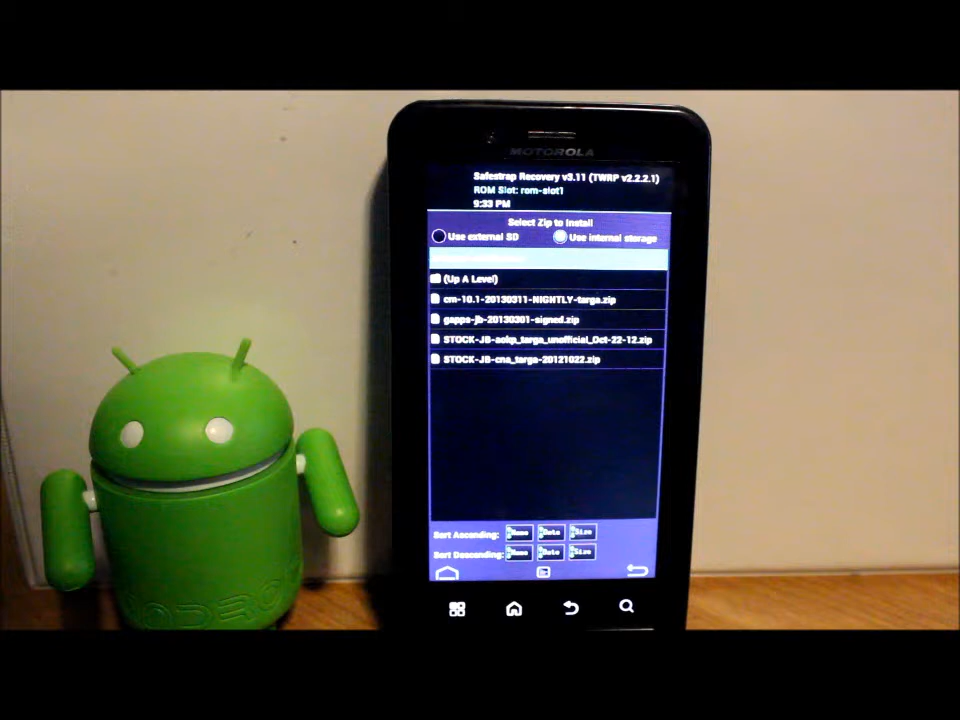 MOTOROLA
Safestrap Recovery v3.11 (TWRP v2.2.2.1)
ROM Slot: rom-slot1
9:33 PM
Select Zip to Install
Use external SD Use internal storage
(Up A Level)
cm-10.1-20130311-NIGHTLY-targa.zip
gapps-jb-20130301-signed.zip
STOCK-JB-aokp_targa_unofficial_Oct-22-12.zip
STOCK-JB-cna_targa-20121022.zip
Sort Ascending: Name Date Size
Sort Descending: Name Date Size